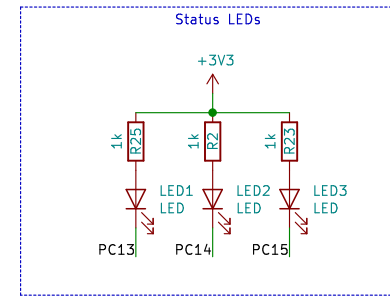 Status LEDs
+3V3
1k R25 1k R2 1k R23
LED1 LED2 LED3
LED LED LED
PC13 PC14 PC15